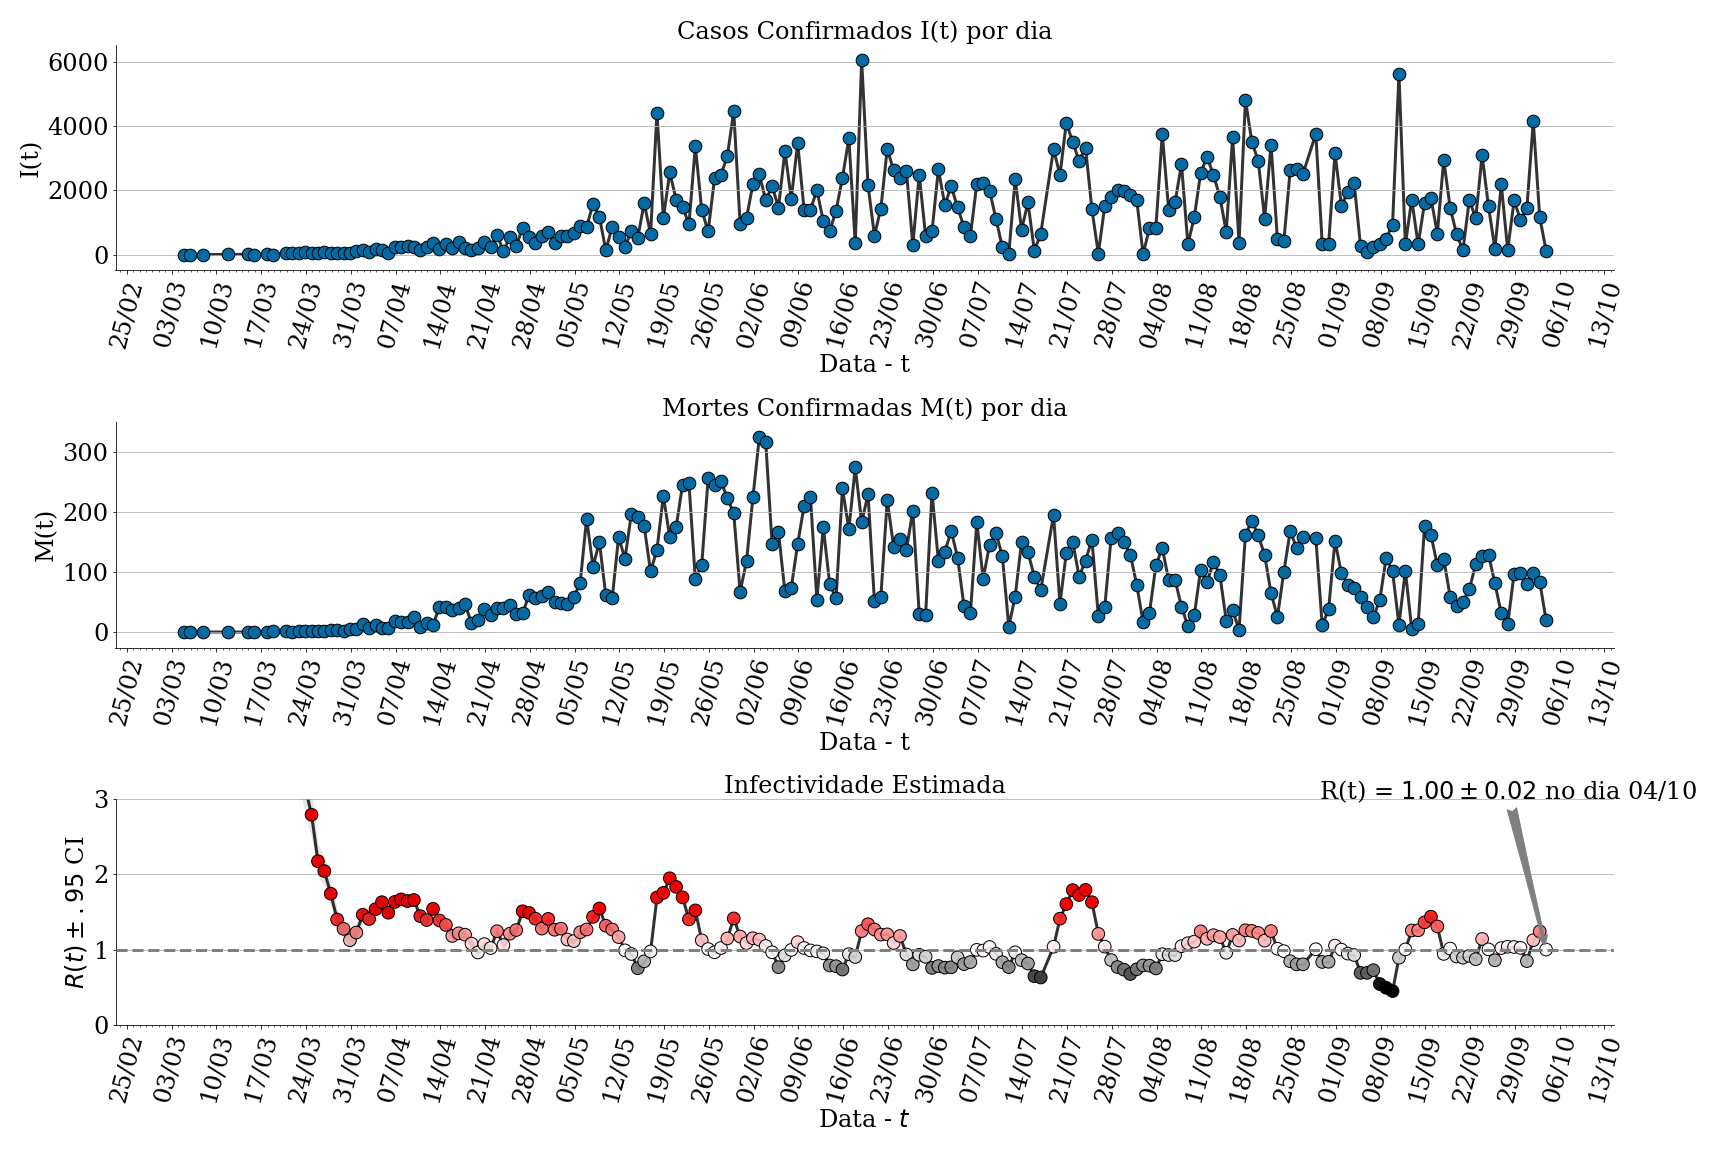 Casos Confirmados I(t) por dia
6000
4000
2000
0
I(t)
25/02 03/03 10/03 17/03 24/03 31/03 07/04 14/04 21/04 28/04 05/05 12/05 19/05 26/05 02/06 09/06 16/06 23/06 30/06 07/07 14/07 21/07 28/07 04/08 11/08 18/08 25/08 01/09 08/09 15/09 22/09 29/09 06/10 13/10
Data - t
Mortes Confirmadas M(t) por dia
300
200
100
0
M(t)
25/02 03/03 10/03 17/03 24/03 31/03 07/04 14/04 21/04 28/04 05/05 12/05 19/05 26/05 02/06 09/06 16/06 23/06 30/06 07/07 14/07 21/07 28/07 04/08 11/08 18/08 25/08 01/09 08/09 15/09 22/09 29/09 06/10 13/10
Data - t
Infectividade Estimada
R(t) = 1.00 ± 0.02 no dia 04/10
3
2
1
0
R(t) ± .95 CI
25/02 03/03 10/03 17/03 24/03 31/03 07/04 14/04 21/04 28/04 05/05 12/05 19/05 26/05 02/06 09/06 16/06 23/06 30/06 07/07 14/07 21/07 28/07 04/08 11/08 18/08 25/08 01/09 08/09 15/09 22/09 29/09 06/10 13/10
Data - t